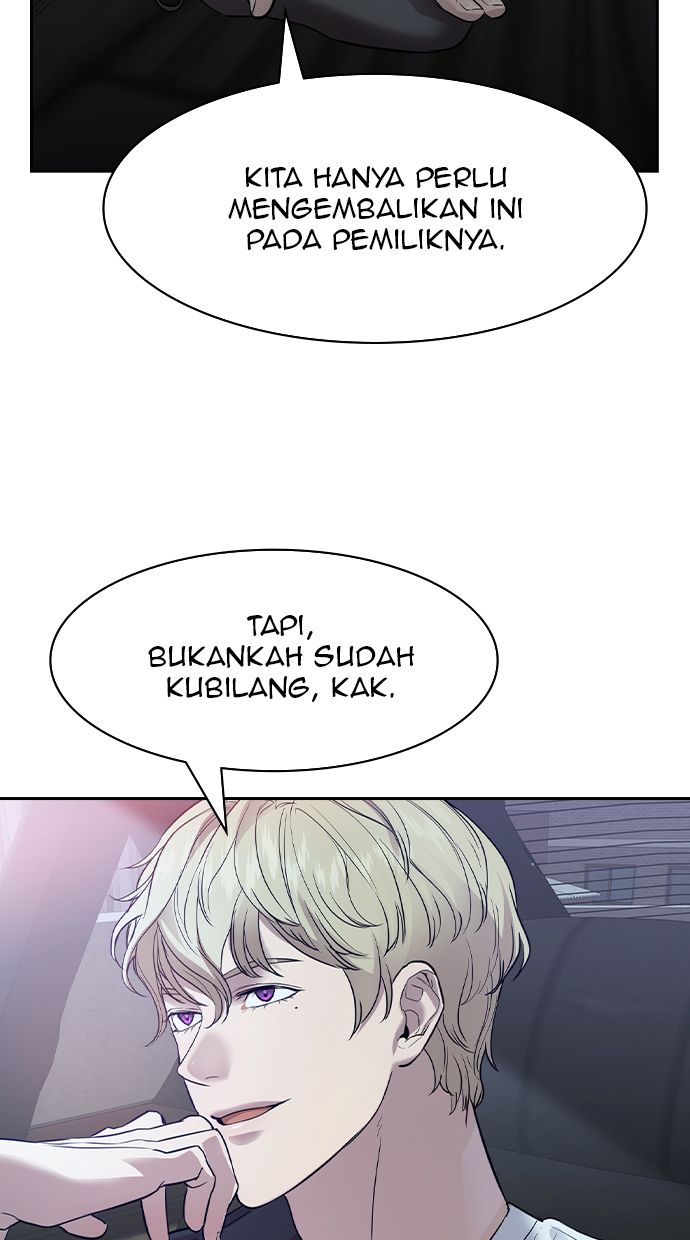 KITA HANYA PERLU
MENGEMBALIKAN INI
PADA PEMILIKNYA.
TAPI,
BUKANKAH SUDAH
KUBILANG, KAK.